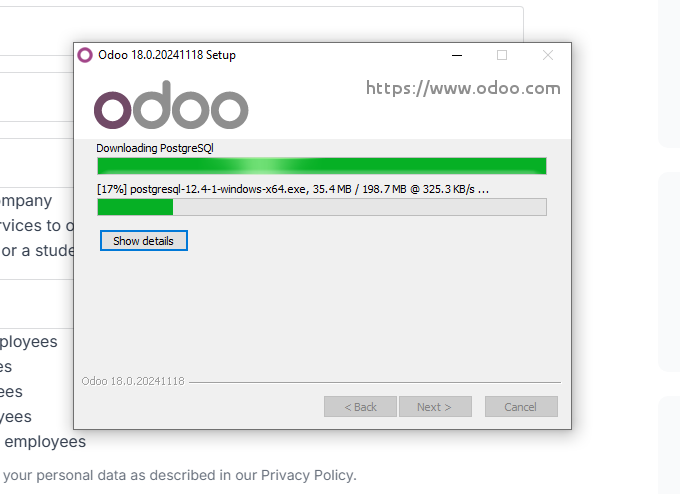 Odoo 18.0.20241118 Setup
odoo
https://www.odoo.com
Downloading PostgreSQl
[17%] postgresql-12.4-1-windows-x64.exe, 35.4 MB / 198.7 MB @ 325.3 KB/s ...
Show details
Odoo 18.0.20241118
< Back
Next >
Cancel
ompany
rvices to o
or a stude
ployees
es
ees
yees
employees
your personal data as described in our Privacy Policy.